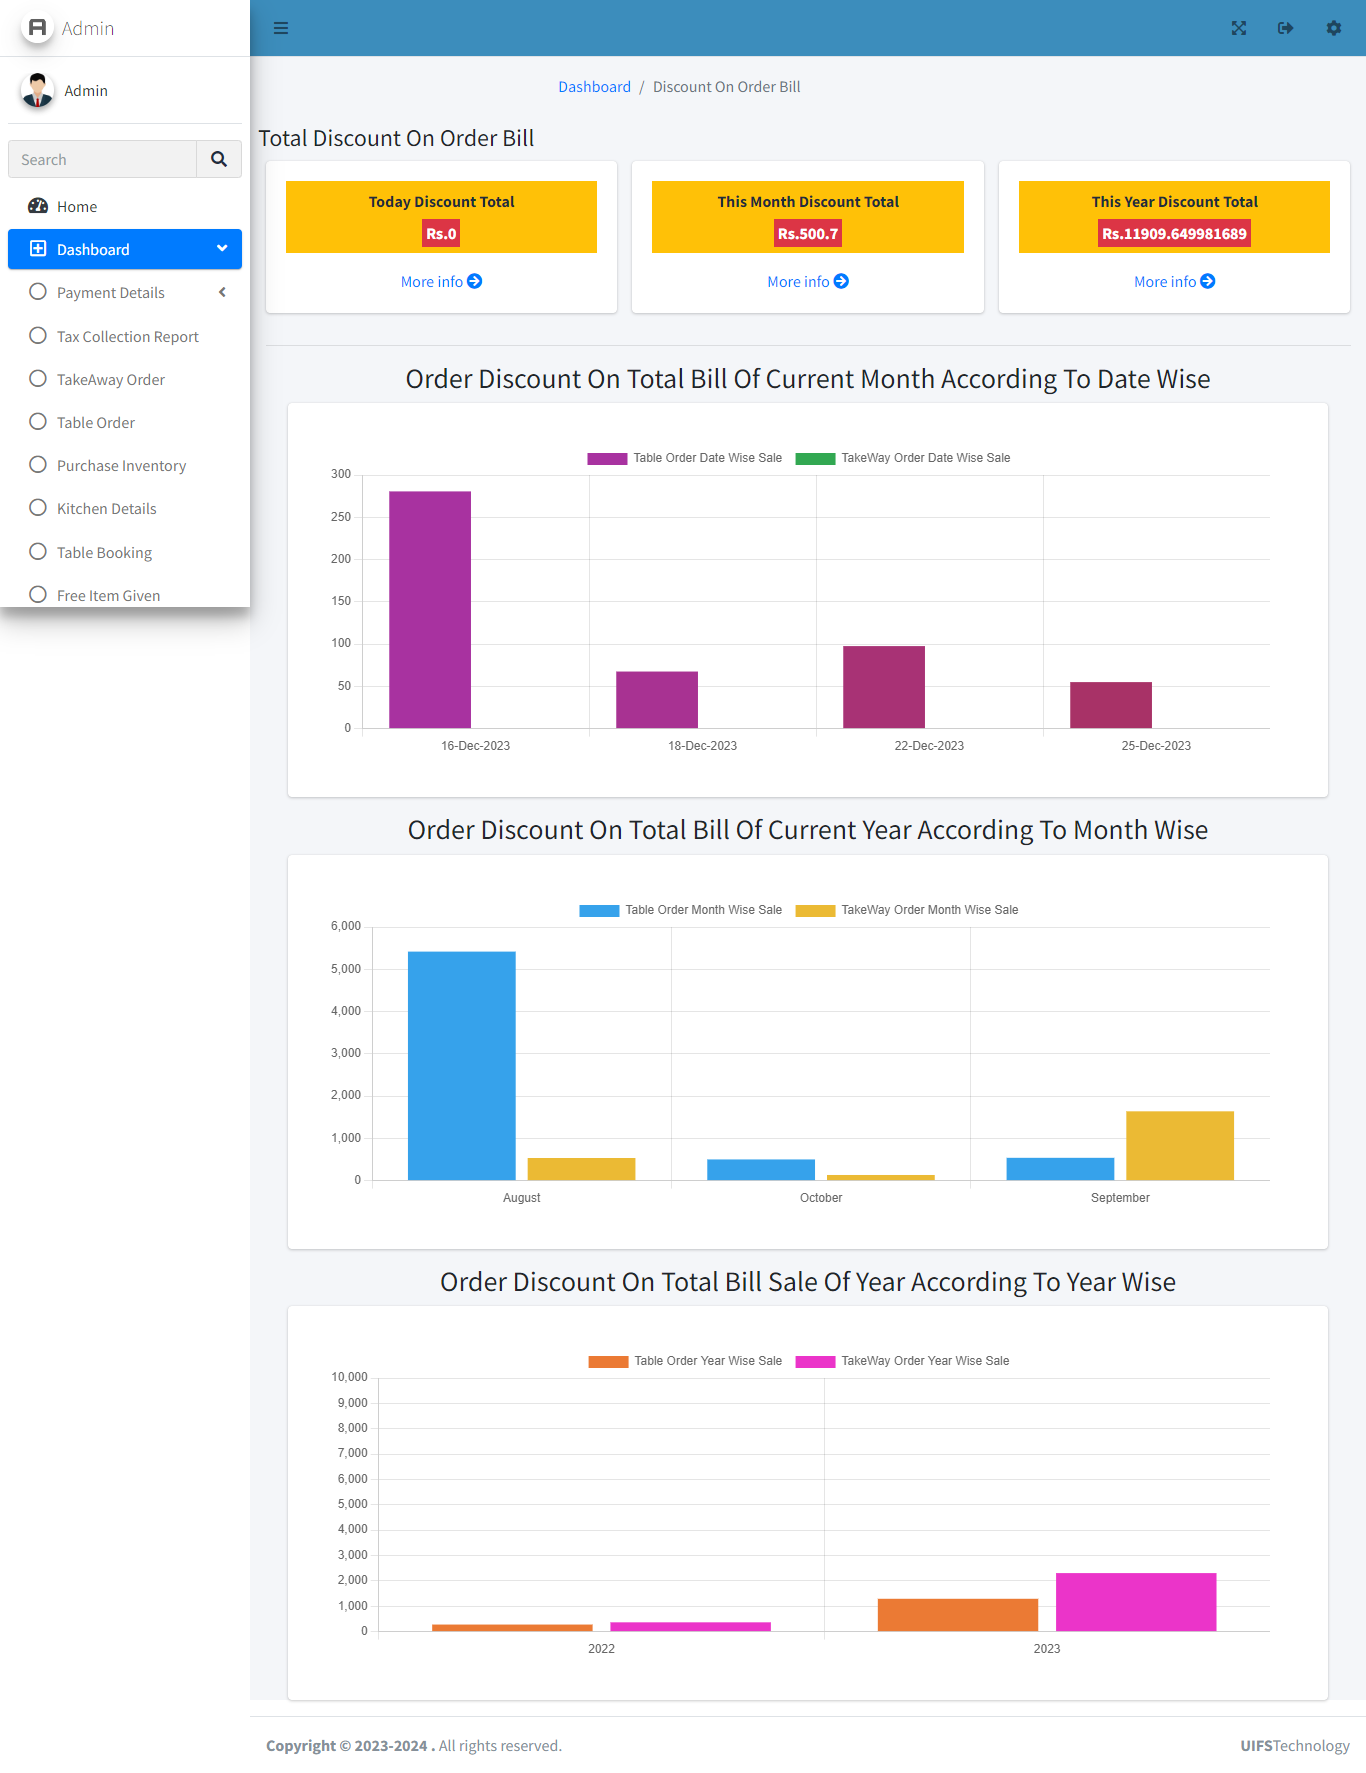 Admin
Admin
Search
Home
Dashboard
Payment Details
Tax Collection Report
TakeAway Order
Table Order
Purchase Inventory
Kitchen Details
Table Booking
Free Item Given
Dashboard / Discount On Order Bill
Total Discount On Order Bill
Today Discount Total
Rs.0
More info
This Month Discount Total
Rs.500.7
More info
This Year Discount Total
Rs.11909.649981689
More info
Order Discount On Total Bill Of Current Month According To Date Wise
Table Order Date Wise Sale TakeWay Order Date Wise Sale
300
250
200
150
100
50
0
16-Dec-2023 18-Dec-2023 22-Dec-2023 25-Dec-2023
Order Discount On Total Bill Of Current Year According To Month Wise
Table Order Month Wise Sale TakeWay Order Month Wise Sale
6,000
5,000
4,000
3,000
2,000
1,000
0
August October September
Order Discount On Total Bill Sale Of Year According To Year Wise
Table Order Year Wise Sale TakeWay Order Year Wise Sale
10,000
9,000
8,000
7,000
6,000
5,000
4,000
3,000
2,000
1,000
0
2022 2023
Copyright © 2023-2024 . All rights reserved.
UIFSTechnology